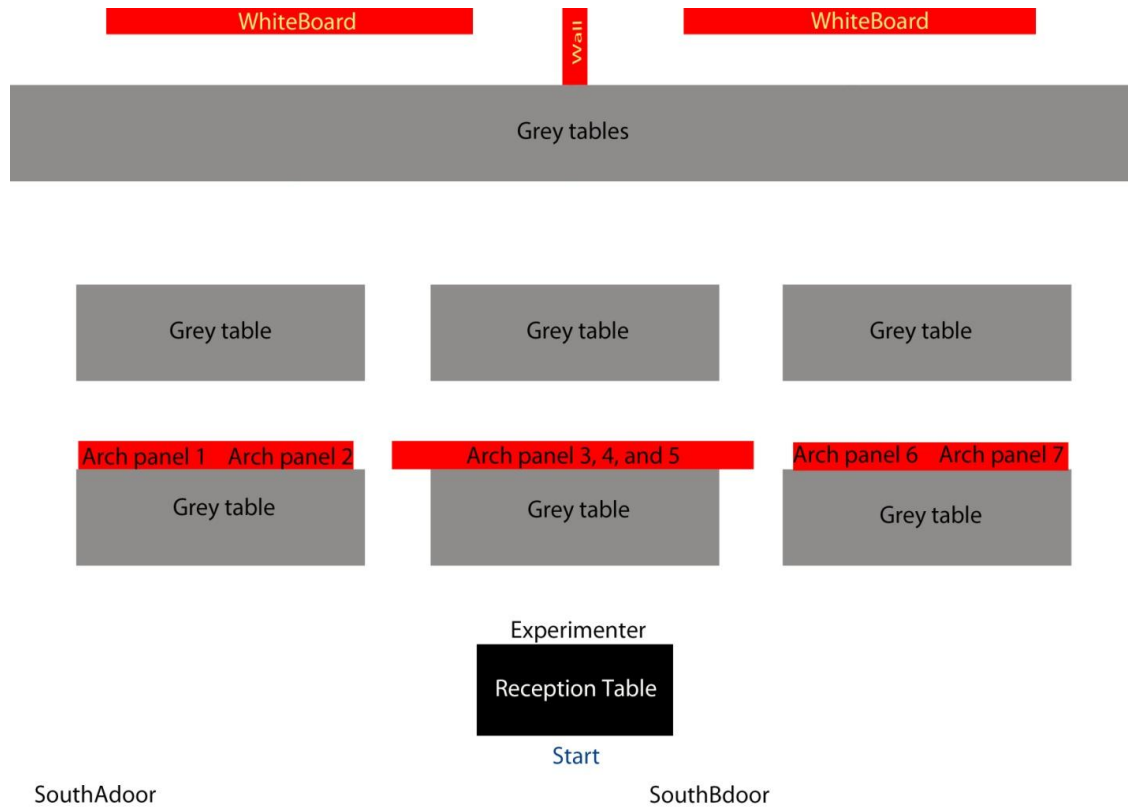 WhiteBoard
Wall
WhiteBoard
Grey tables
Grey table
Grey table
Grey table
Arch panel 1 Arch panel 2
Arch panel 3, 4, and 5
Arch panel 6 Arch panel 7
Grey table
Grey table
Grey table
Experimenter
Reception Table
Start
SouthAdoor
SouthBdoor